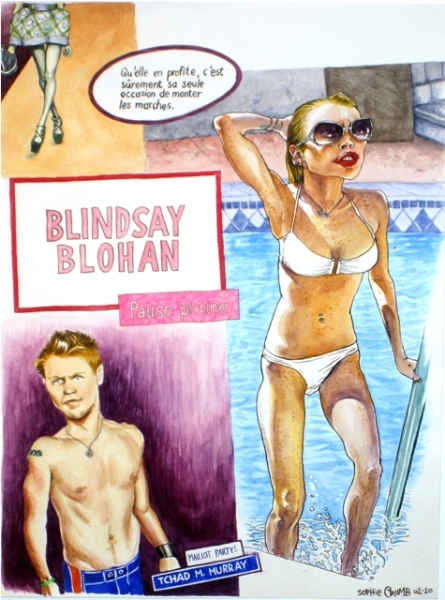 Qu'elle en profite, c'est
sûrement sa seule
occasion de monter
les marches.
BLINDSAY
BLOHAN
Pause piscine!
MAILLOT PARTY!
TCHAD M. MURRAY
SOPHIE CRUMB 02-20